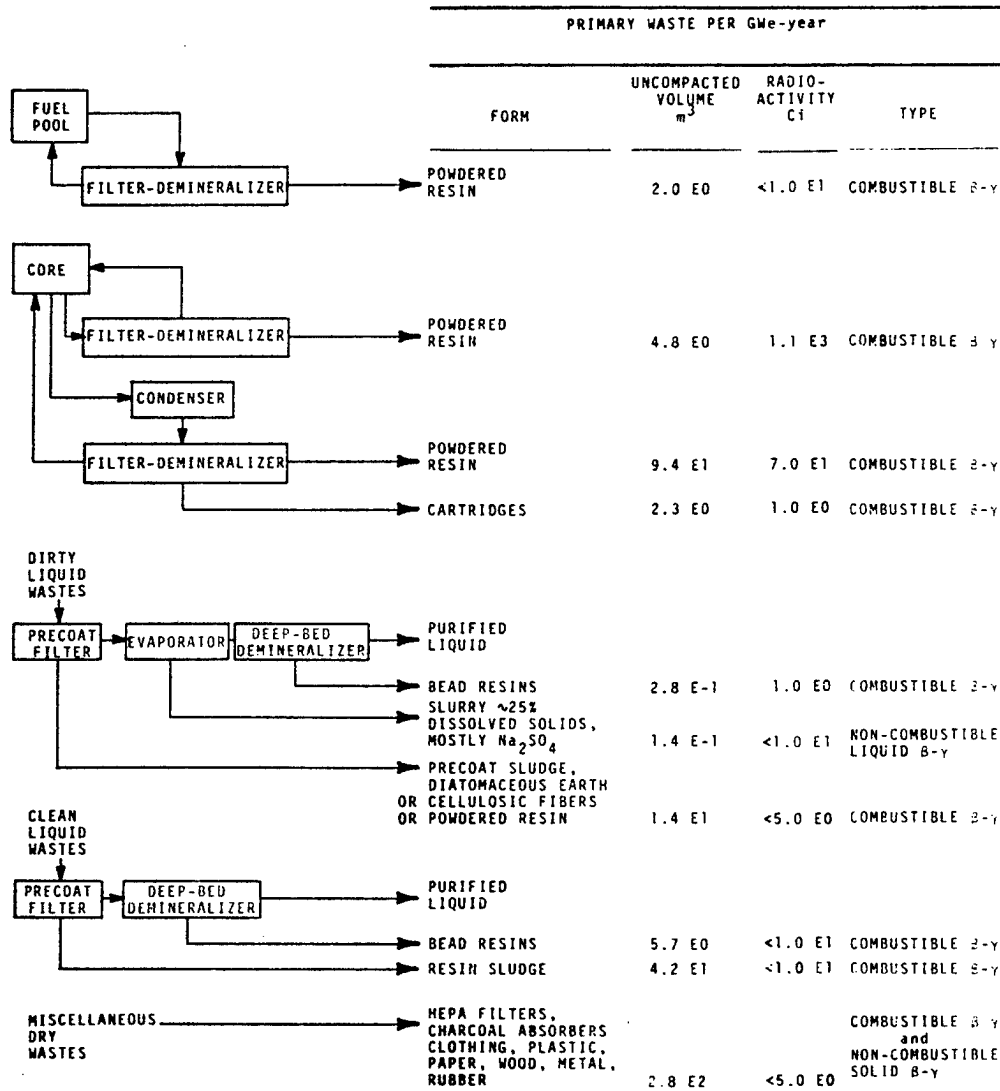 PRIMARY WASTE PER GWe-year
UNCOMPACTED RADIO-
VOLUME ACTIVITY
FORM m³ Ci TYPE
FUEL
POOL
FILTER-DEMINERALIZER
POWDERED
RESIN 2.0 E0 <1.0 E1 COMBUSTIBLE β-γ
CORE
FILTER-DEMINERALIZER
POWDERED
RESIN 4.8 E0 1.1 E3 COMBUSTIBLE β γ
CONDENSER
FILTER-DEMINERALIZER
POWDERED
RESIN 9.4 E1 7.0 E1 COMBUSTIBLE β-γ
CARTRIDGES 2.3 E0 1.0 E0 COMBUSTIBLE β-γ
DIRTY
LIQUID
WASTES
PRECOAT
FILTER
EVAPORATOR
DEEP-BED
DEMINERALIZER
PURIFIED
LIQUID
BEAD RESINS 2.8 E-1 1.0 E0 COMBUSTIBLE β-γ
SLURRY ~25%
DISSOLVED SOLIDS,
MOSTLY Na₂SO₄ 1.4 E-1 <1.0 E1 NON-COMBUSTIBLE
LIQUID β-γ
PRECOAT SLUDGE,
DIATOMACEOUS EARTH
OR CELLULOSIC FIBERS
OR POWDERED RESIN 1.4 E1 <5.0 E0 COMBUSTIBLE β-γ
CLEAN
LIQUID
WASTES
PRECOAT
FILTER
DEEP-BED
DEMINERALIZER
PURIFIED
LIQUID
BEAD RESINS 5.7 E0 <1.0 E1 COMBUSTIBLE β-γ
RESIN SLUDGE 4.2 E1 <1.0 E1 COMBUSTIBLE β-γ
MISCELLANEOUS
DRY
WASTES
HEPA FILTERS,
CHARCOAL ABSORBERS
CLOTHING, PLASTIC,
PAPER, WOOD, METAL,
RUBBER 2.8 E2 <5.0 E0
COMBUSTIBLE β γ
and
NON-COMBUSTIBLE
SOLID β-γ